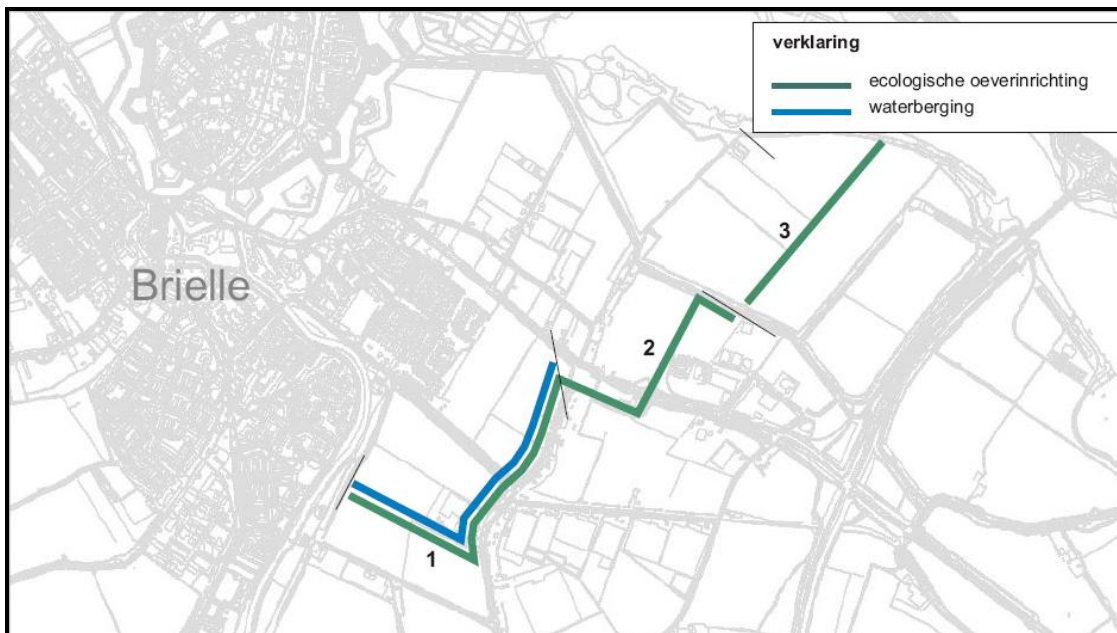 verklaring
ecologische oeverinrichting
waterberging
3
Brielle
2
1